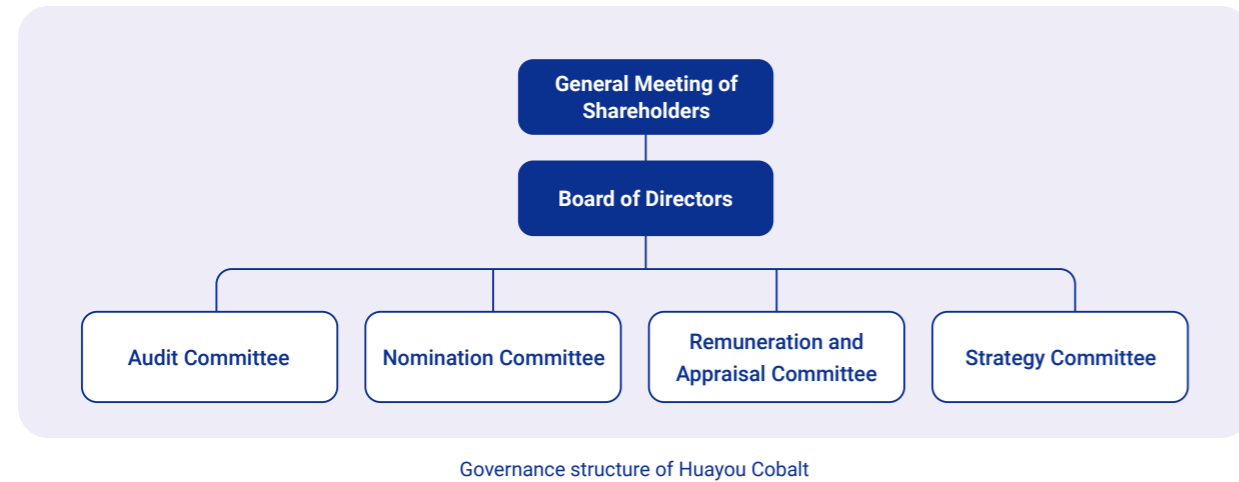 General Meeting of
Shareholders
Board of Directors
Audit Committee
Nomination Committee
Remuneration and
Appraisal Committee
Strategy Committee
Governance structure of Huayou Cobalt